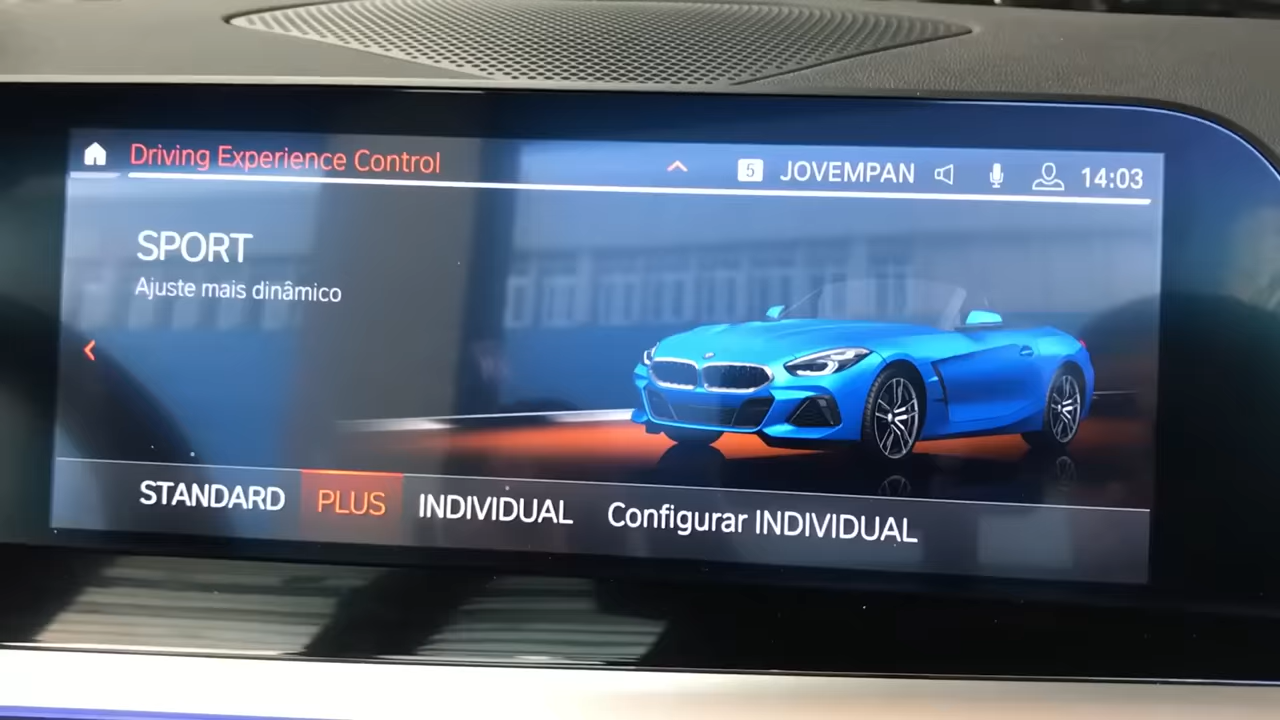 Driving Experience Control
5 JOVEMPAN 14:03
SPORT
Ajuste mais dinâmico
STANDARD PLUS INDIVIDUAL Configurar INDIVIDUAL